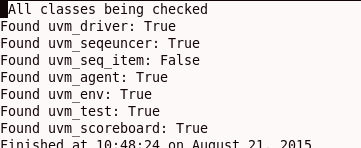 All classes being checked
Found uvm_driver: True
Found uvm_seqeuncer: True
Found uvm_seq_item: False
Found uvm_agent: True
Found uvm_env: True
Found uvm_test: True
Found uvm_scoreboard: True
Finished at 10:48:24 on August 21, 2015